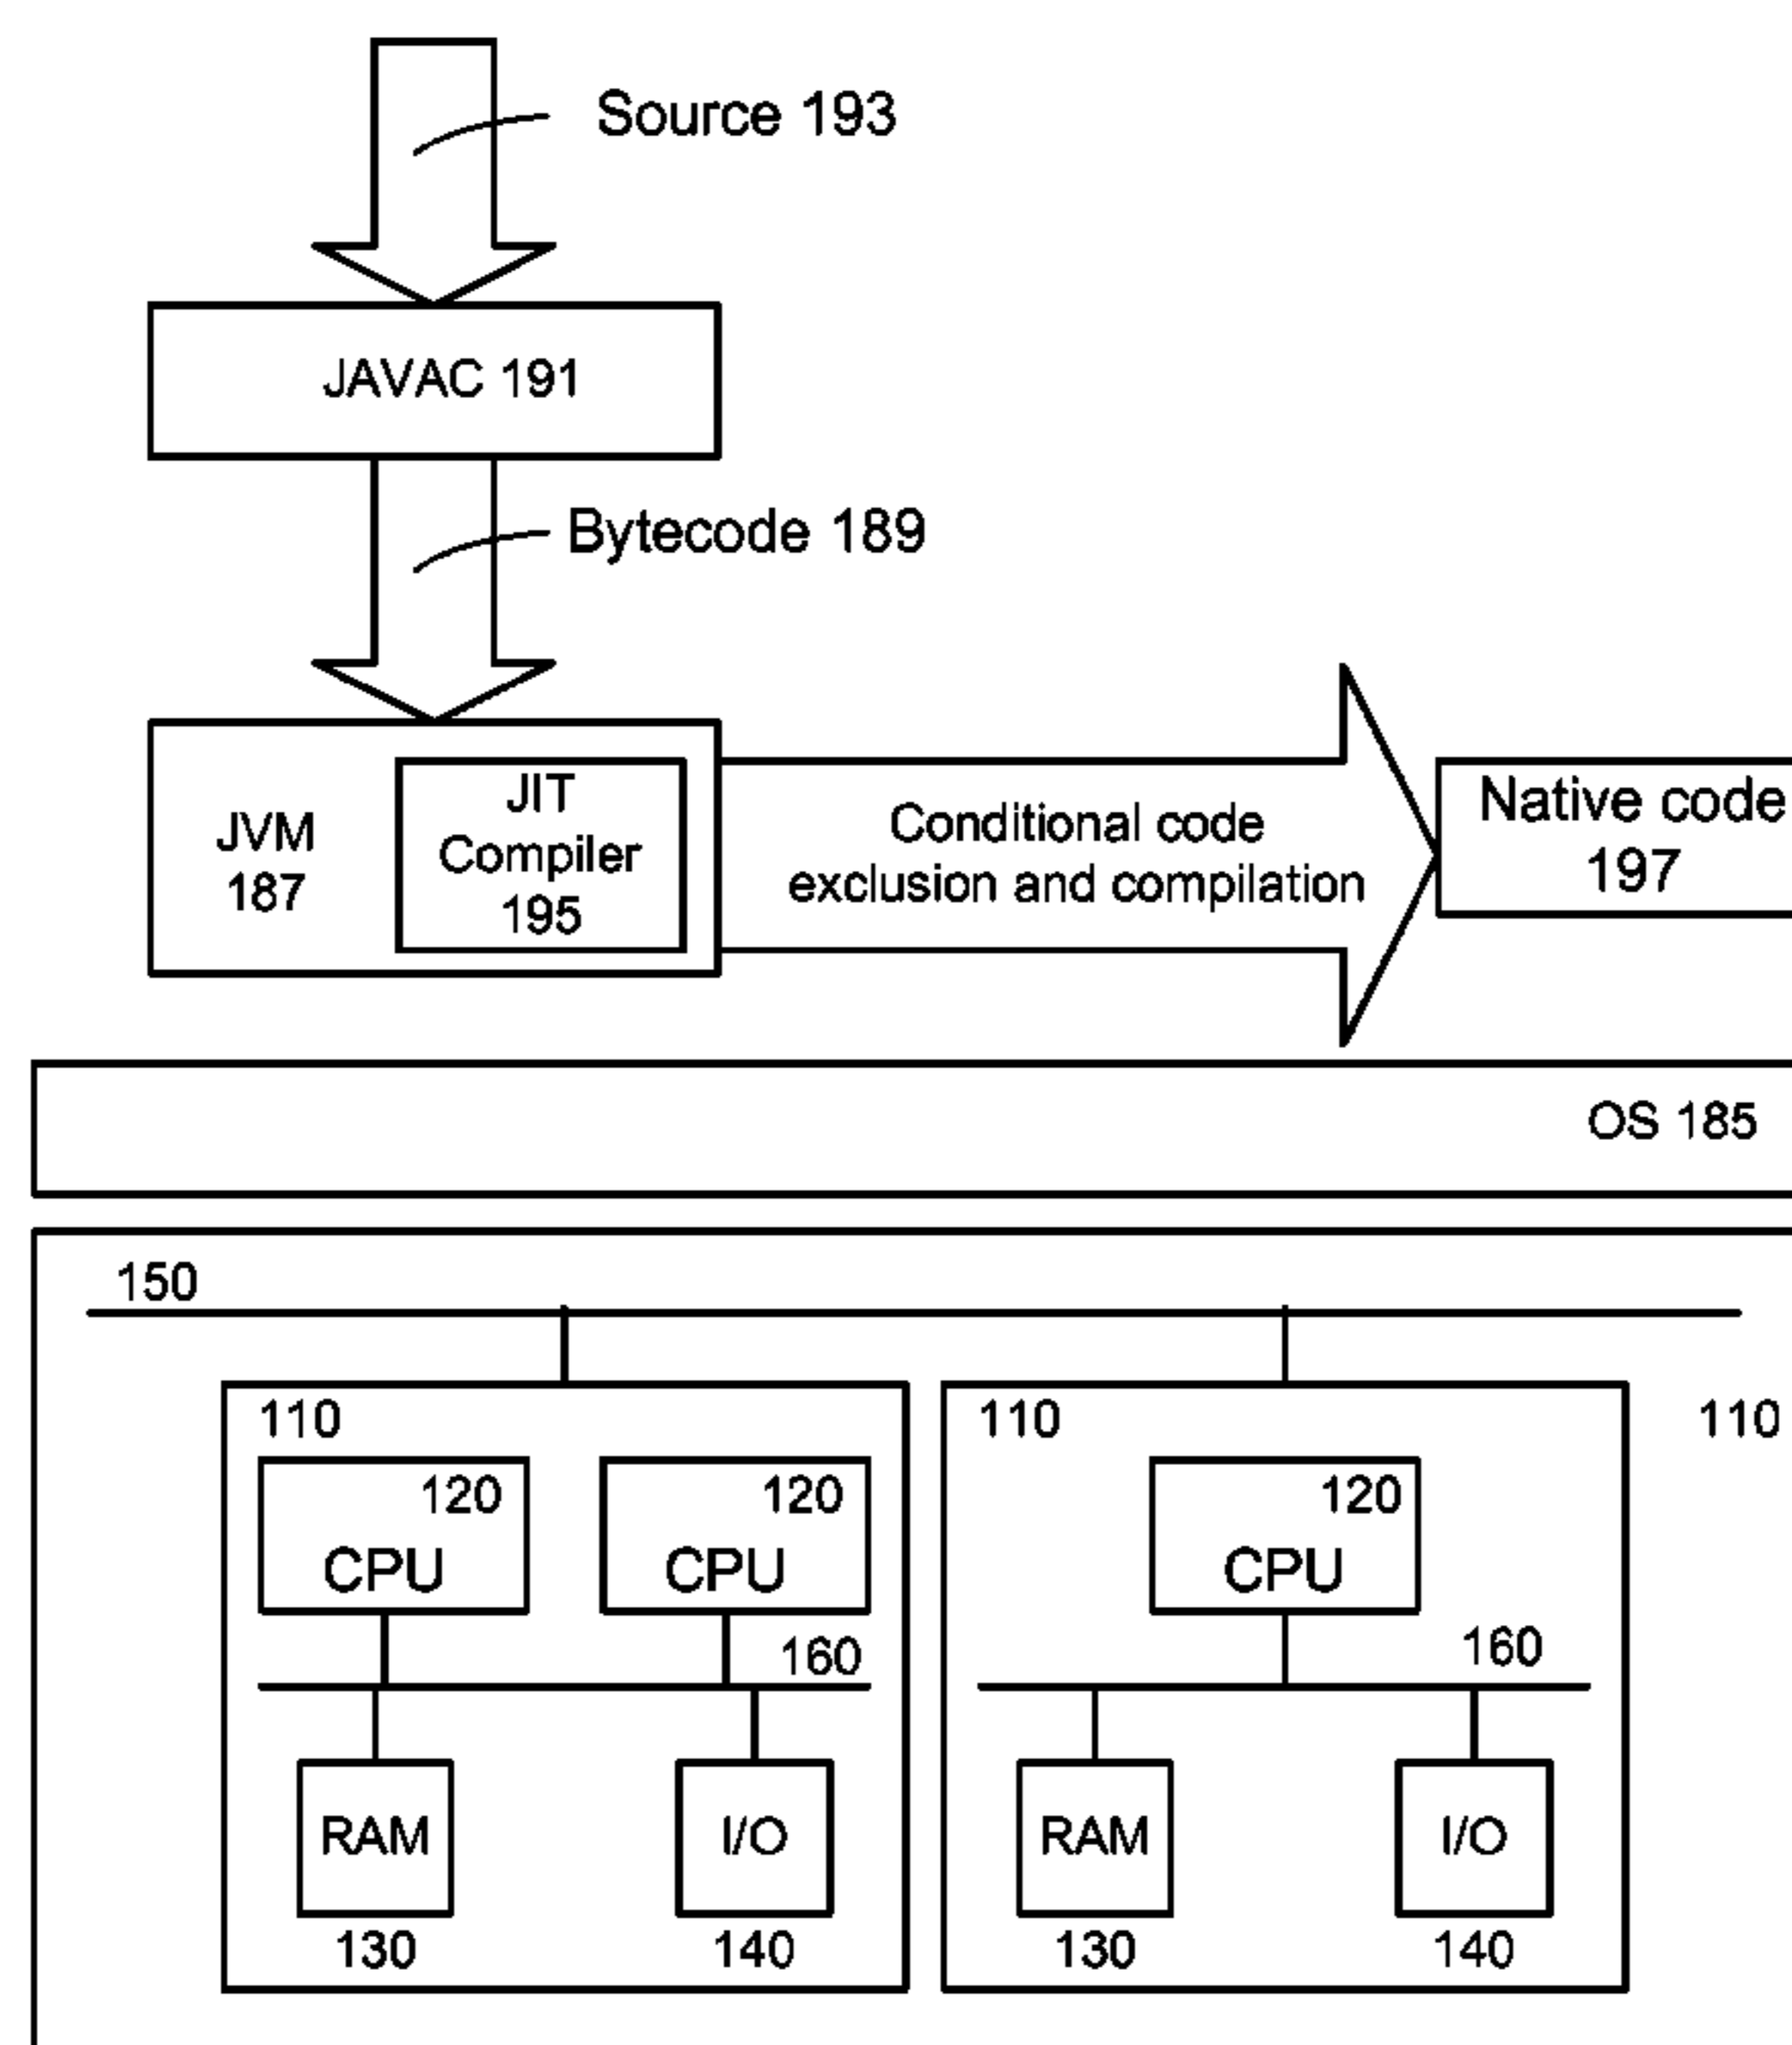 Source 193
JAVAC 191
Bytecode 189
JVM
187
JIT
Compiler
195
Conditional code
exclusion and compilation
Native code
197
OS 185
150
110
110
110
120
CPU
120
CPU
120
CPU
160
160
RAM
I/O
RAM
I/O
130
140
130
140